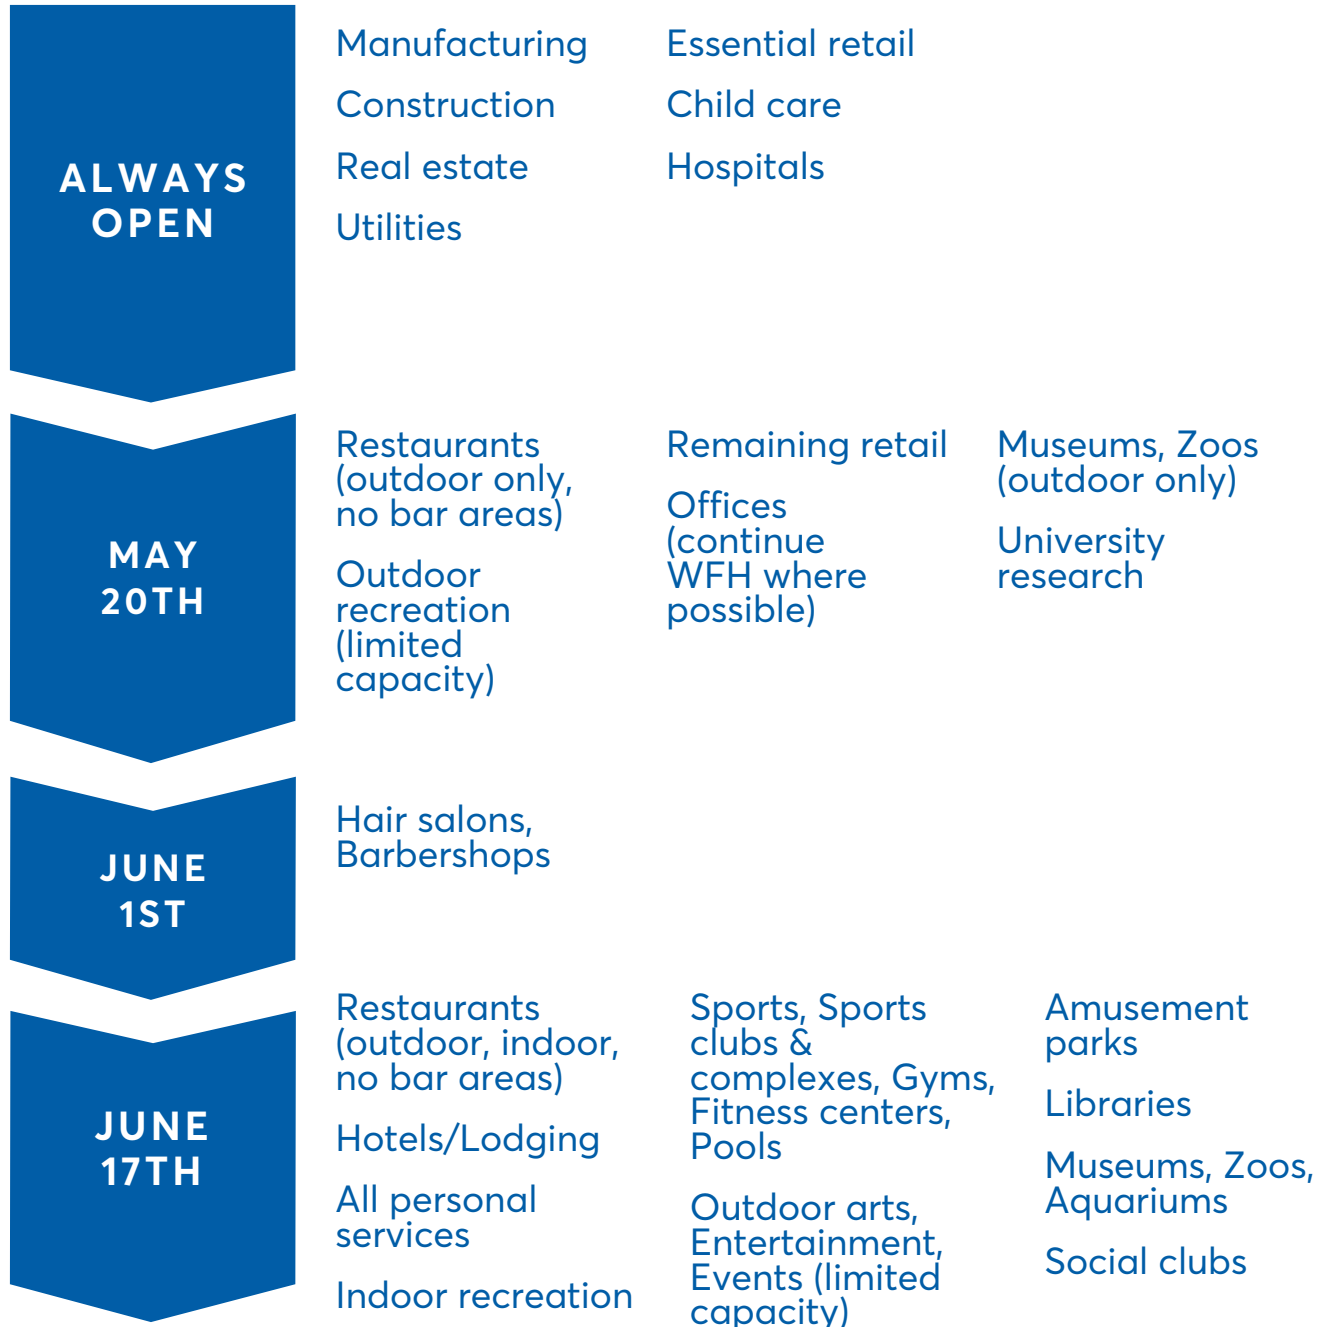 ALWAYS
OPEN
Manufacturing
Construction
Real estate
Utilities
Essential retail
Child care
Hospitals
MAY
20TH
Restaurants
(outdoor only,
no bar areas)
Outdoor
recreation
(limited
capacity)
Remaining retail
Offices
(continue
WFH where
possible)
Museums, Zoos
(outdoor only)
University
research
JUNE
1ST
Hair salons,
Barbershops
JUNE
17TH
Restaurants
(outdoor, indoor,
no bar areas)
Hotels/Lodging
All personal
services
Indoor recreation
Sports, Sports
clubs &
complexes, Gyms,
Fitness centers,
Pools
Outdoor arts,
Entertainment,
Events (limited
capacity)
Amusement
parks
Libraries
Museums, Zoos,
Aquariums
Social clubs